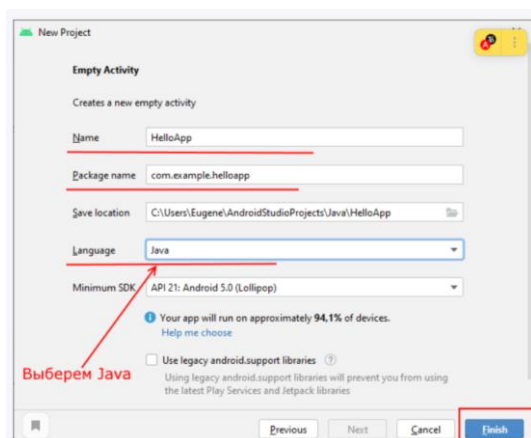 New Project
Empty Activity
Creates a new empty activity
Name
HelloApp
Package name
com.example.helloapp
Save location
C:\Users\Eugene\AndroidStudioProjects\Java\HelloApp
Language
Java
Minimum SDK
API 21: Android 5.0 (Lollipop)
Your app will run on approximately 94,1% of devices.
Help me choose
Выберем Java
Use legacy android.support libraries
Using legacy android.support libraries will prevent you from using
the latest Play Services and Jetpack libraries
Previous
Next
Cancel
Finish